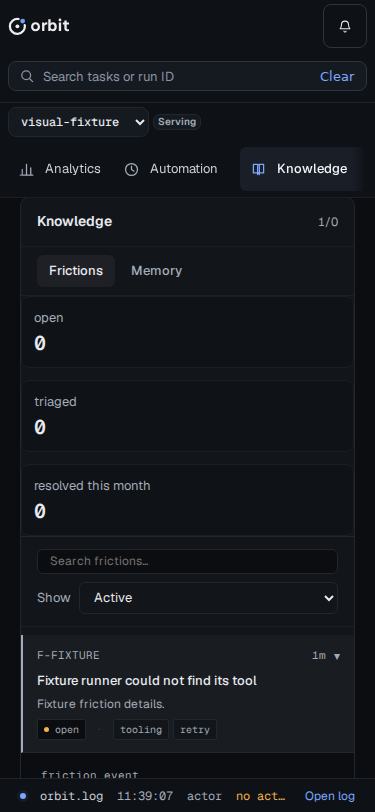 orbit
Search tasks or run ID Clear
visual-fixture Serving
Analytics Automation Knowledge
Knowledge 1/0
Frictions Memory
open
0
triaged
0
resolved this month
0
Search frictions…
Show Active
F-FIXTURE 1m ▼
Fixture runner could not find its tool
Fixture friction details.
open · tooling retry
friction event
orbit.log 11:39:07 actor no act… Open log